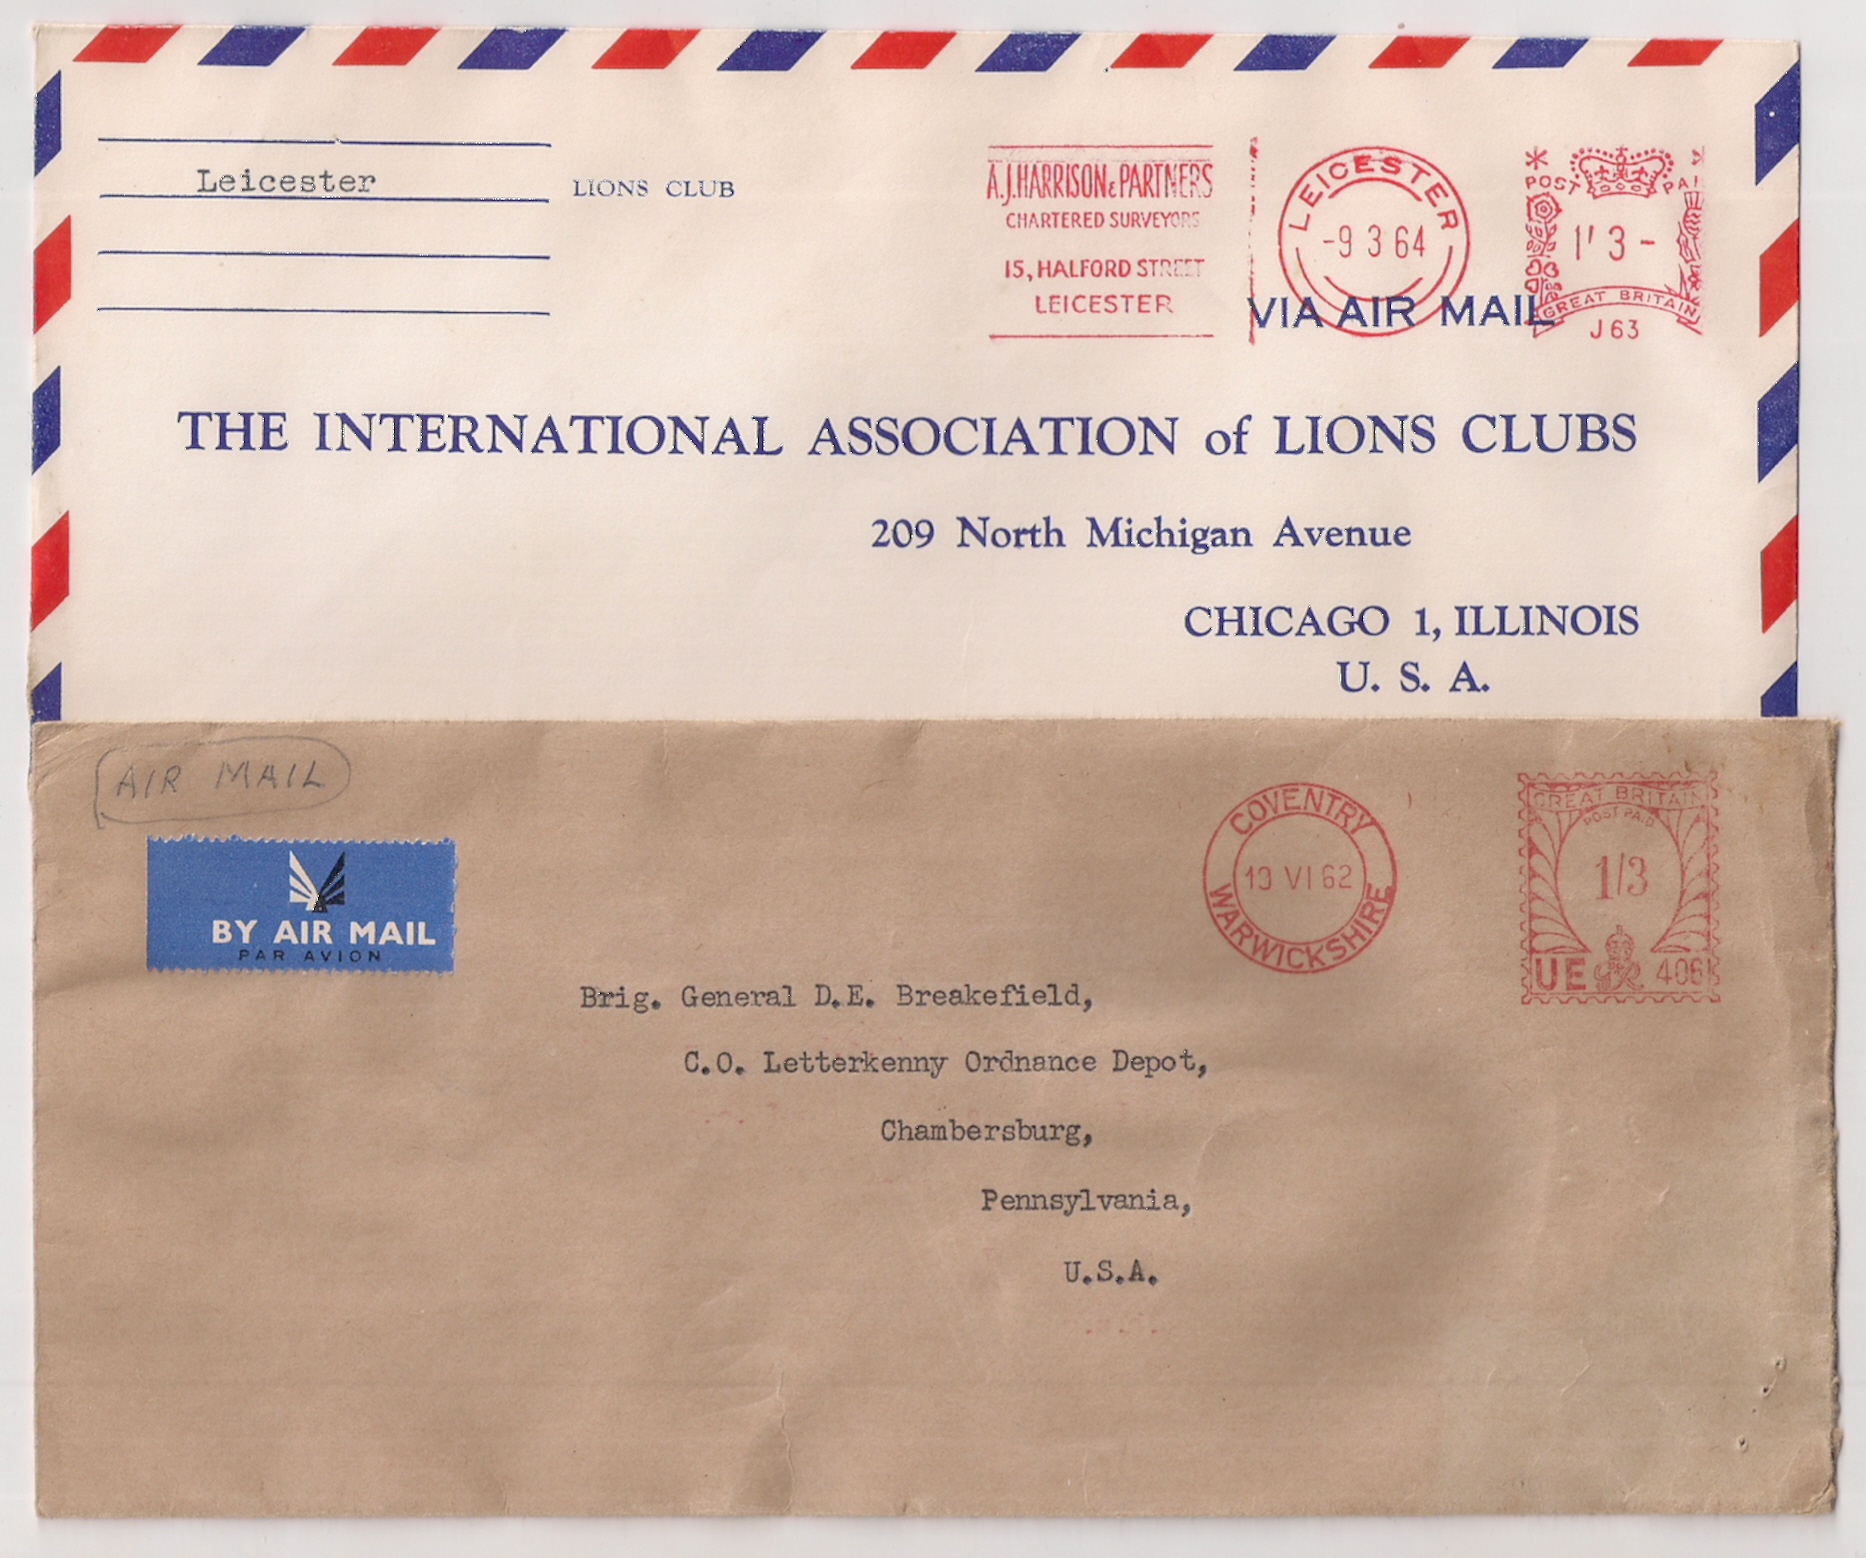 Leicester
LIONS CLUB
A.J. HARRISON & PARTNERS
CHARTERED SURVEYORS
15, HALFORD STREET
LEICESTER
LEICESTER
-9 3 64
POST PAI
1' 3 -
GREAT BRITAIN
J 63
VIA AIR MAIL
THE INTERNATIONAL ASSOCIATION of LIONS CLUBS
209 North Michigan Avenue
CHICAGO 1, ILLINOIS
U. S. A.
AIR MAIL
BY AIR MAIL
PAR AVION
COVENTRY
VI 62
WARWICKSHIRE
GREAT BRITAIN
POST PAID
1/3
UE 406
Brig. General D.E. Breakefield,
C.O. Letterkenny Ordnance Depot,
Chambersburg,
Pennsylvania,
U.S.A.